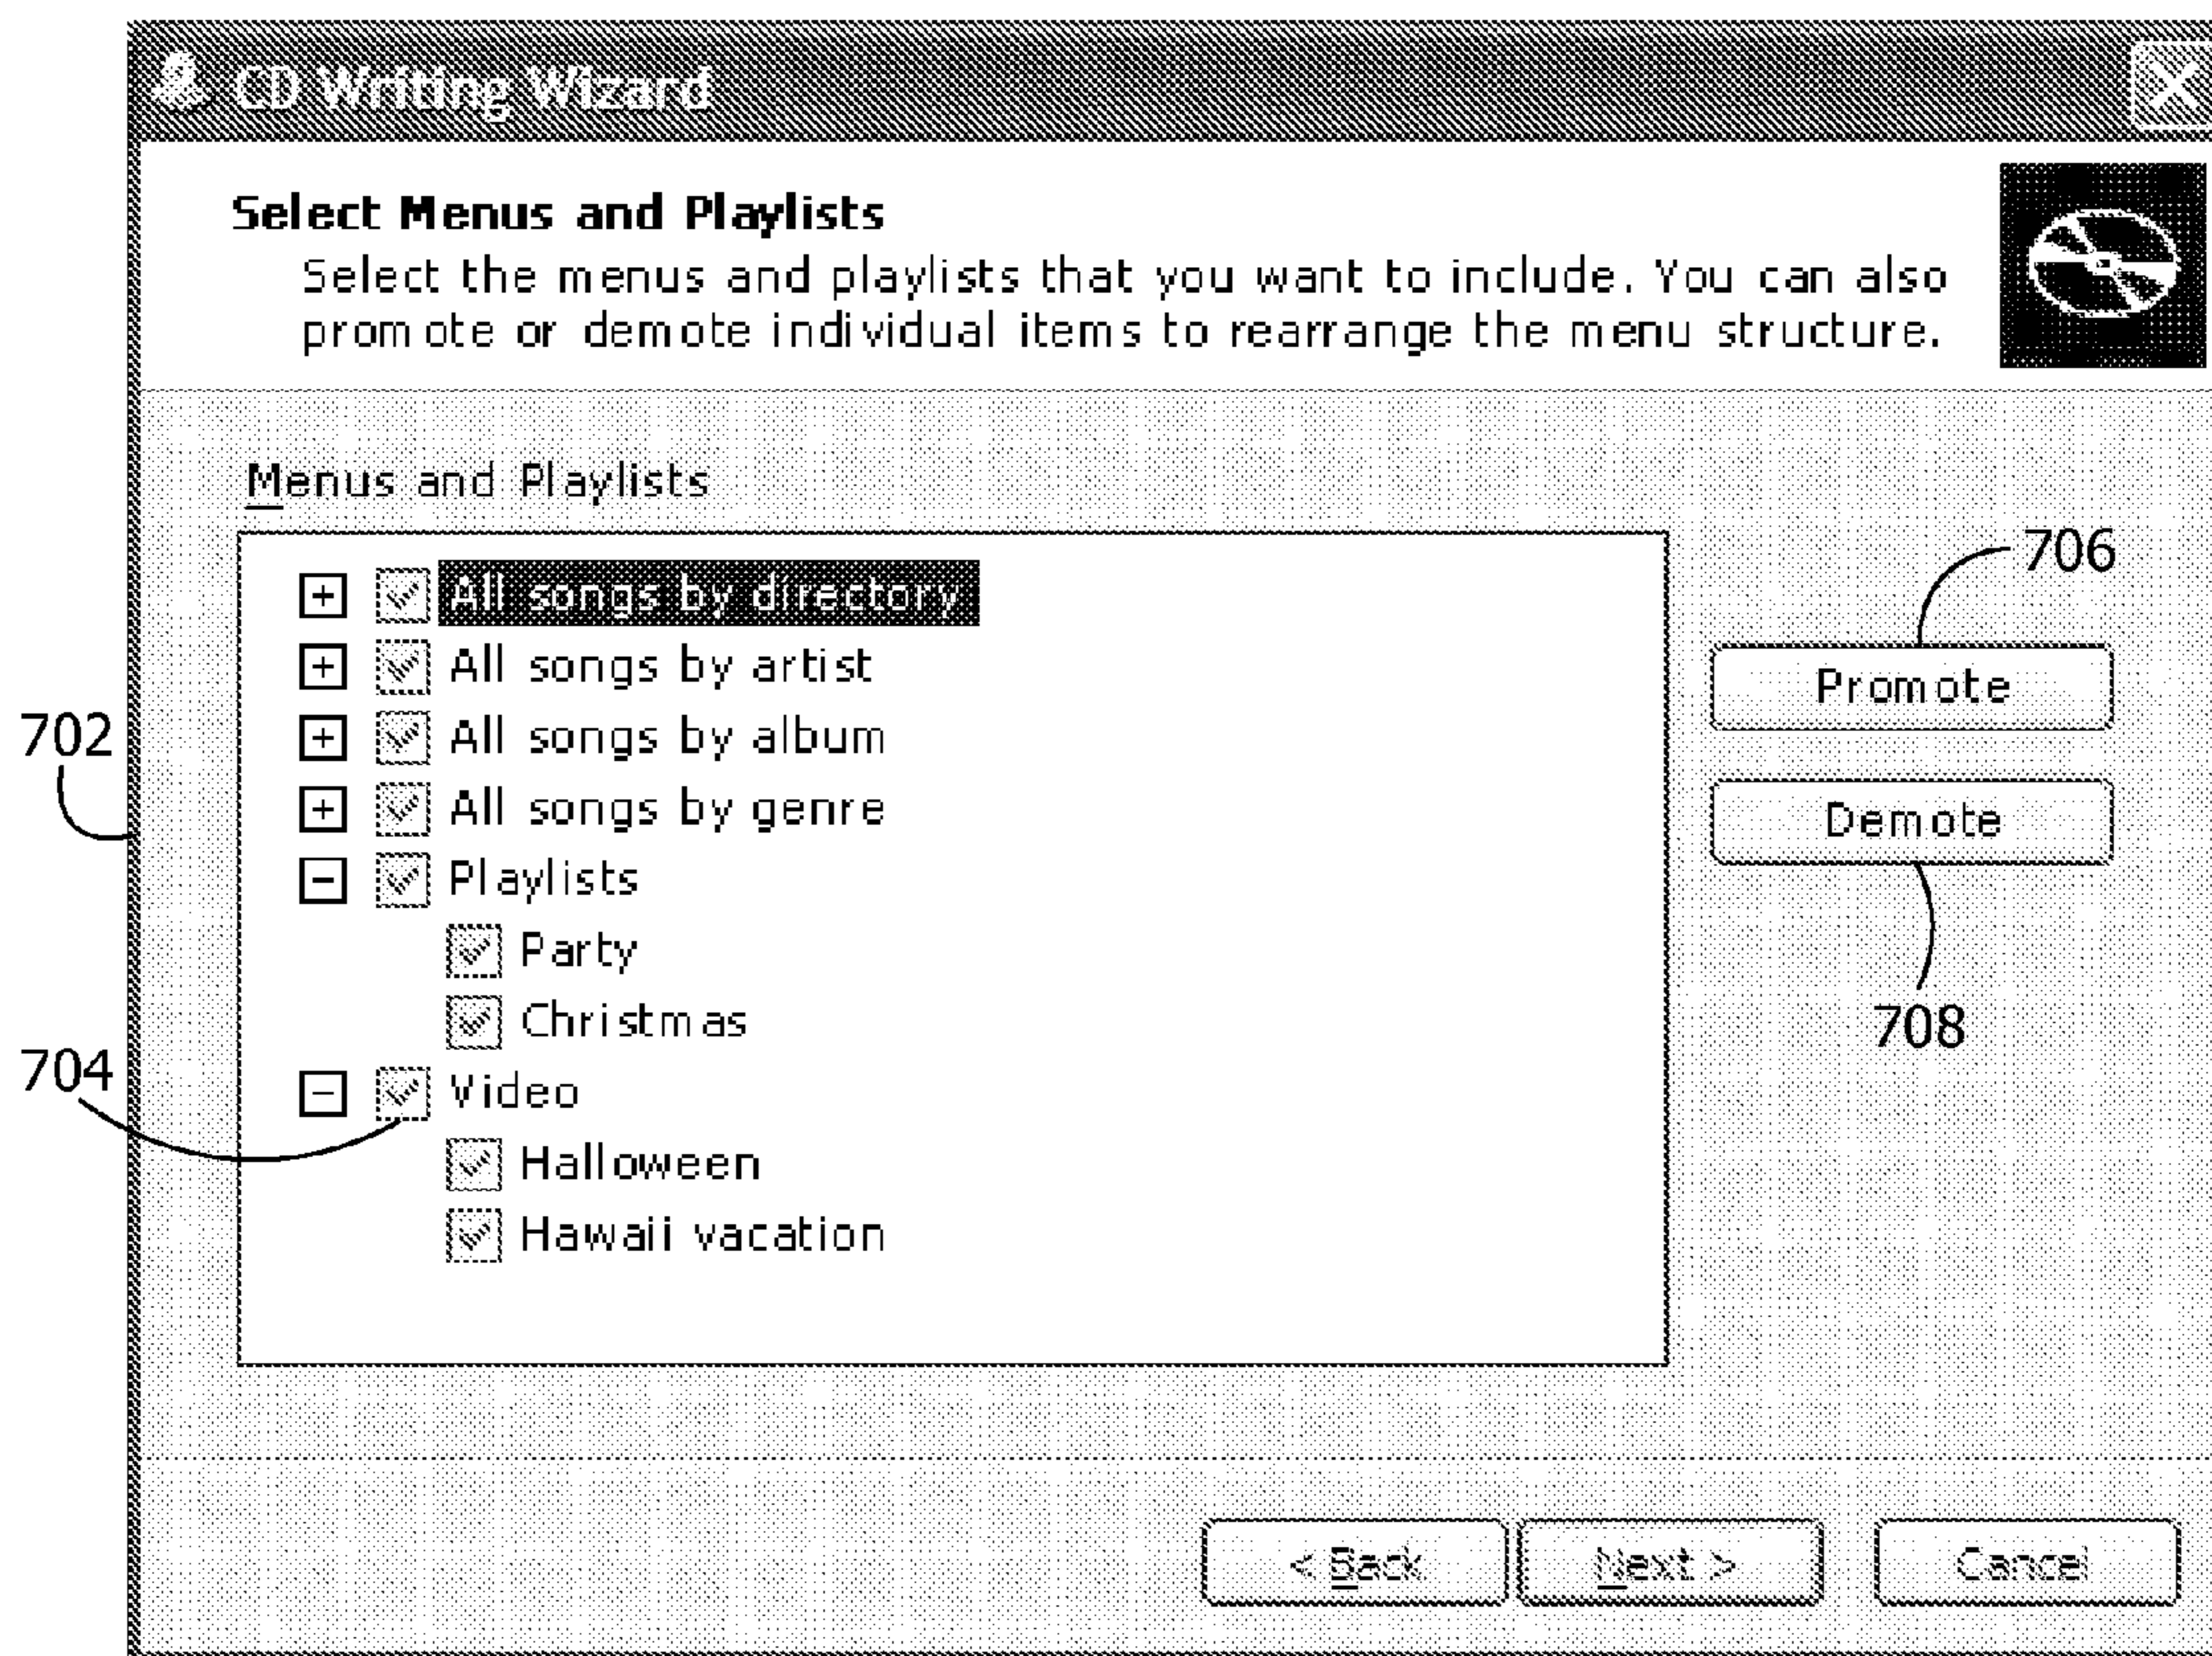 CD Writing Wizard
Select Menus and Playlists
Select the menus and playlists that you want to include. You can also
promote or demote individual items to rearrange the menu structure.
Menus and Playlists
All songs by directory
All songs by artist
All songs by album
All songs by genre
Playlists
Party
Christmas
Video
Halloween
Hawaii vacation
706
Promote
Demote
708
702
704
< Back
Next >
Cancel